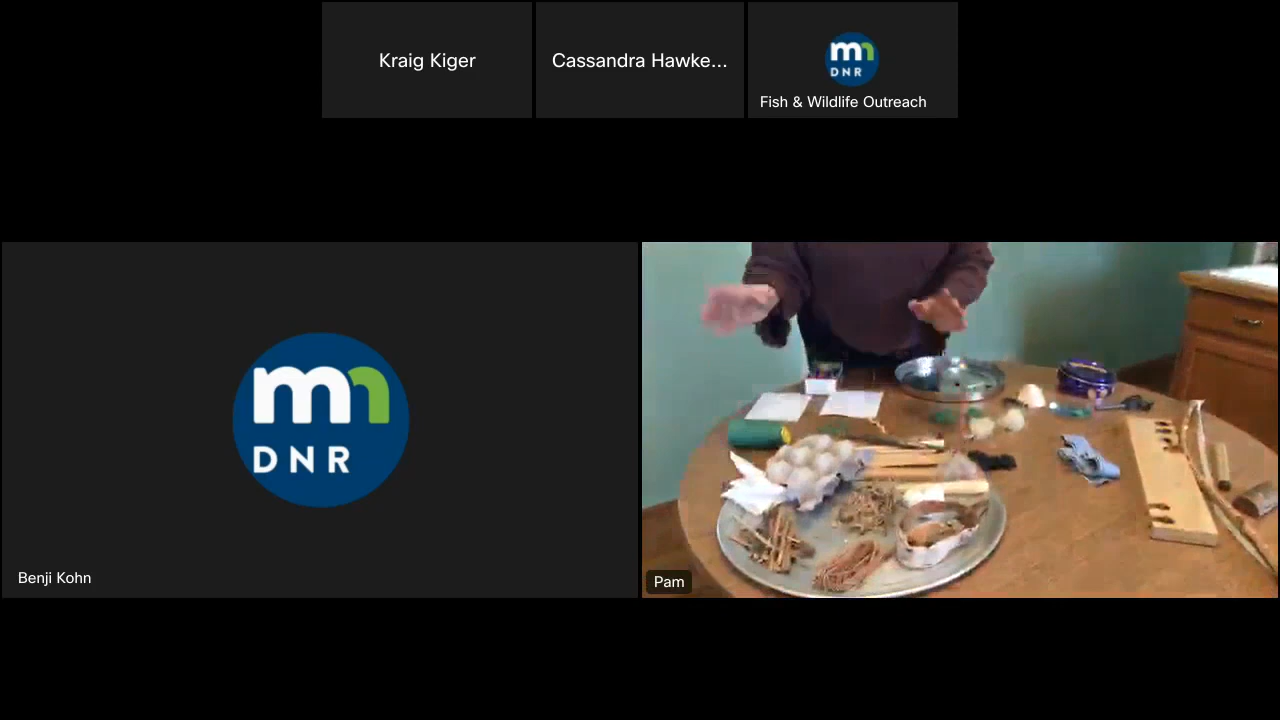 Kraig Kiger
Cassandra Hawke...
mn
DNR
Fish & Wildlife Outreach
mn
DNR
Benji Kohn
Pam